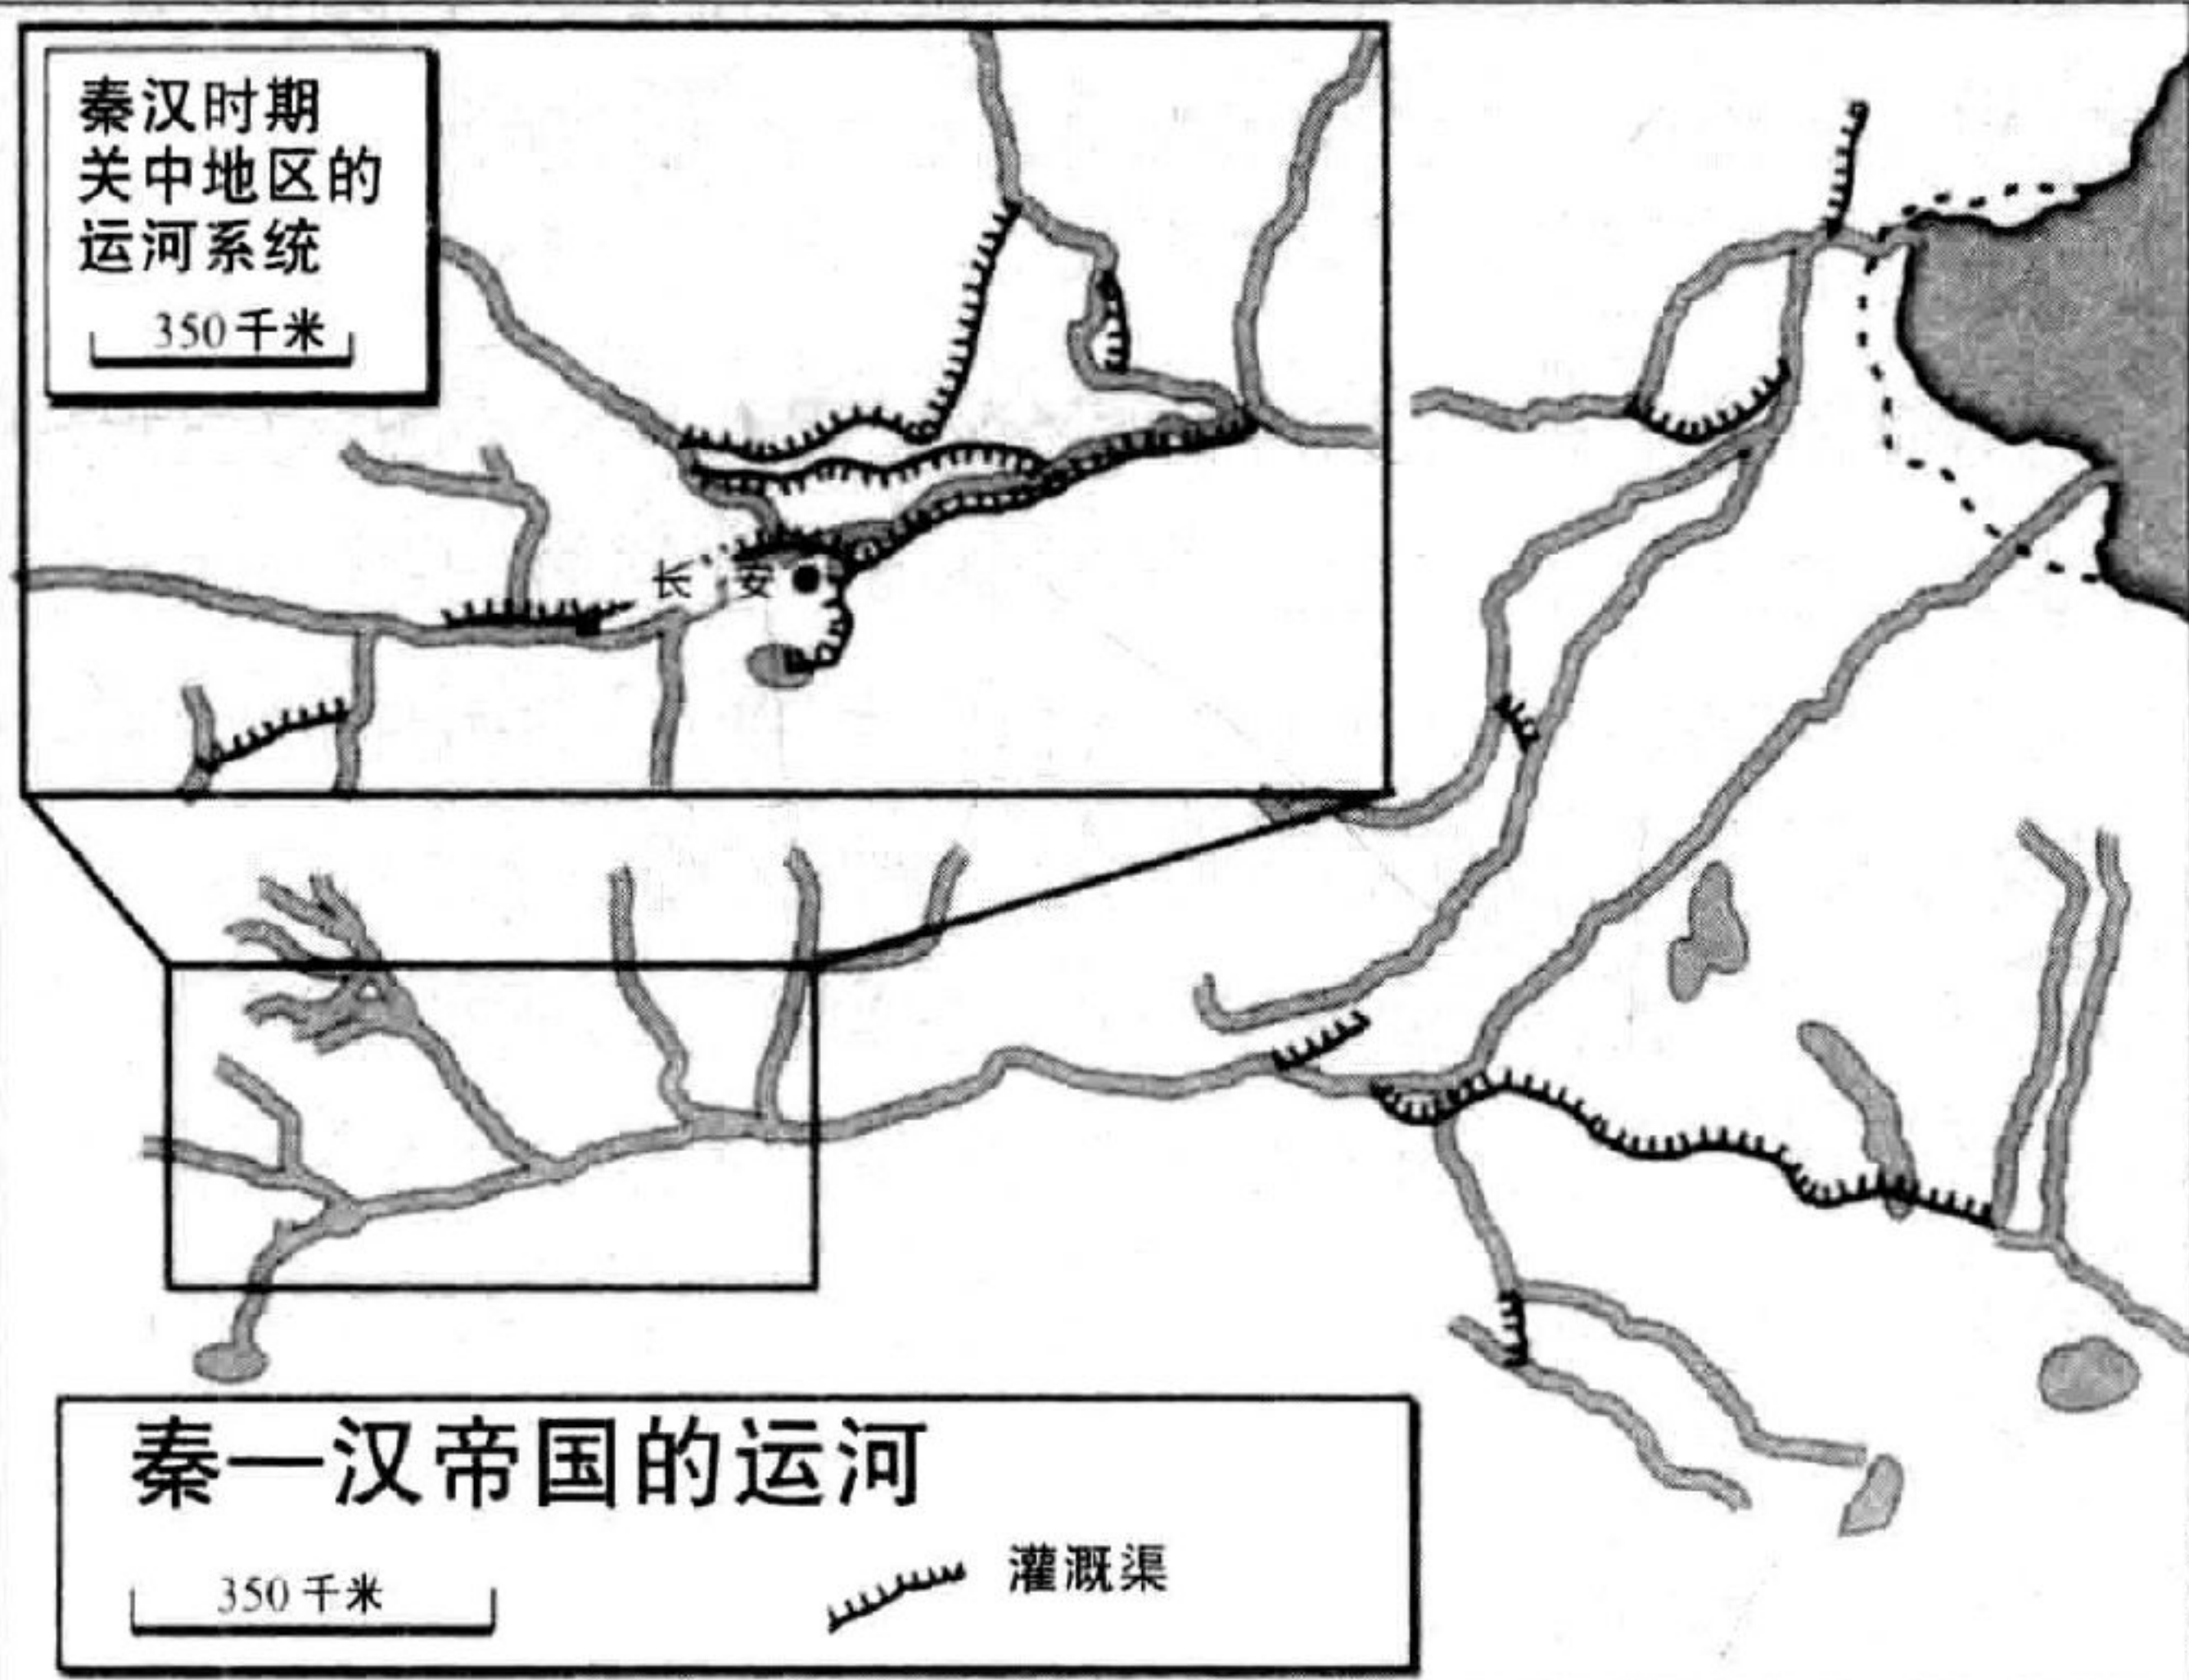 秦汉时期
关中地区的
运河系统
350千米
长安
秦—汉帝国的运河
350千米
灌溉渠